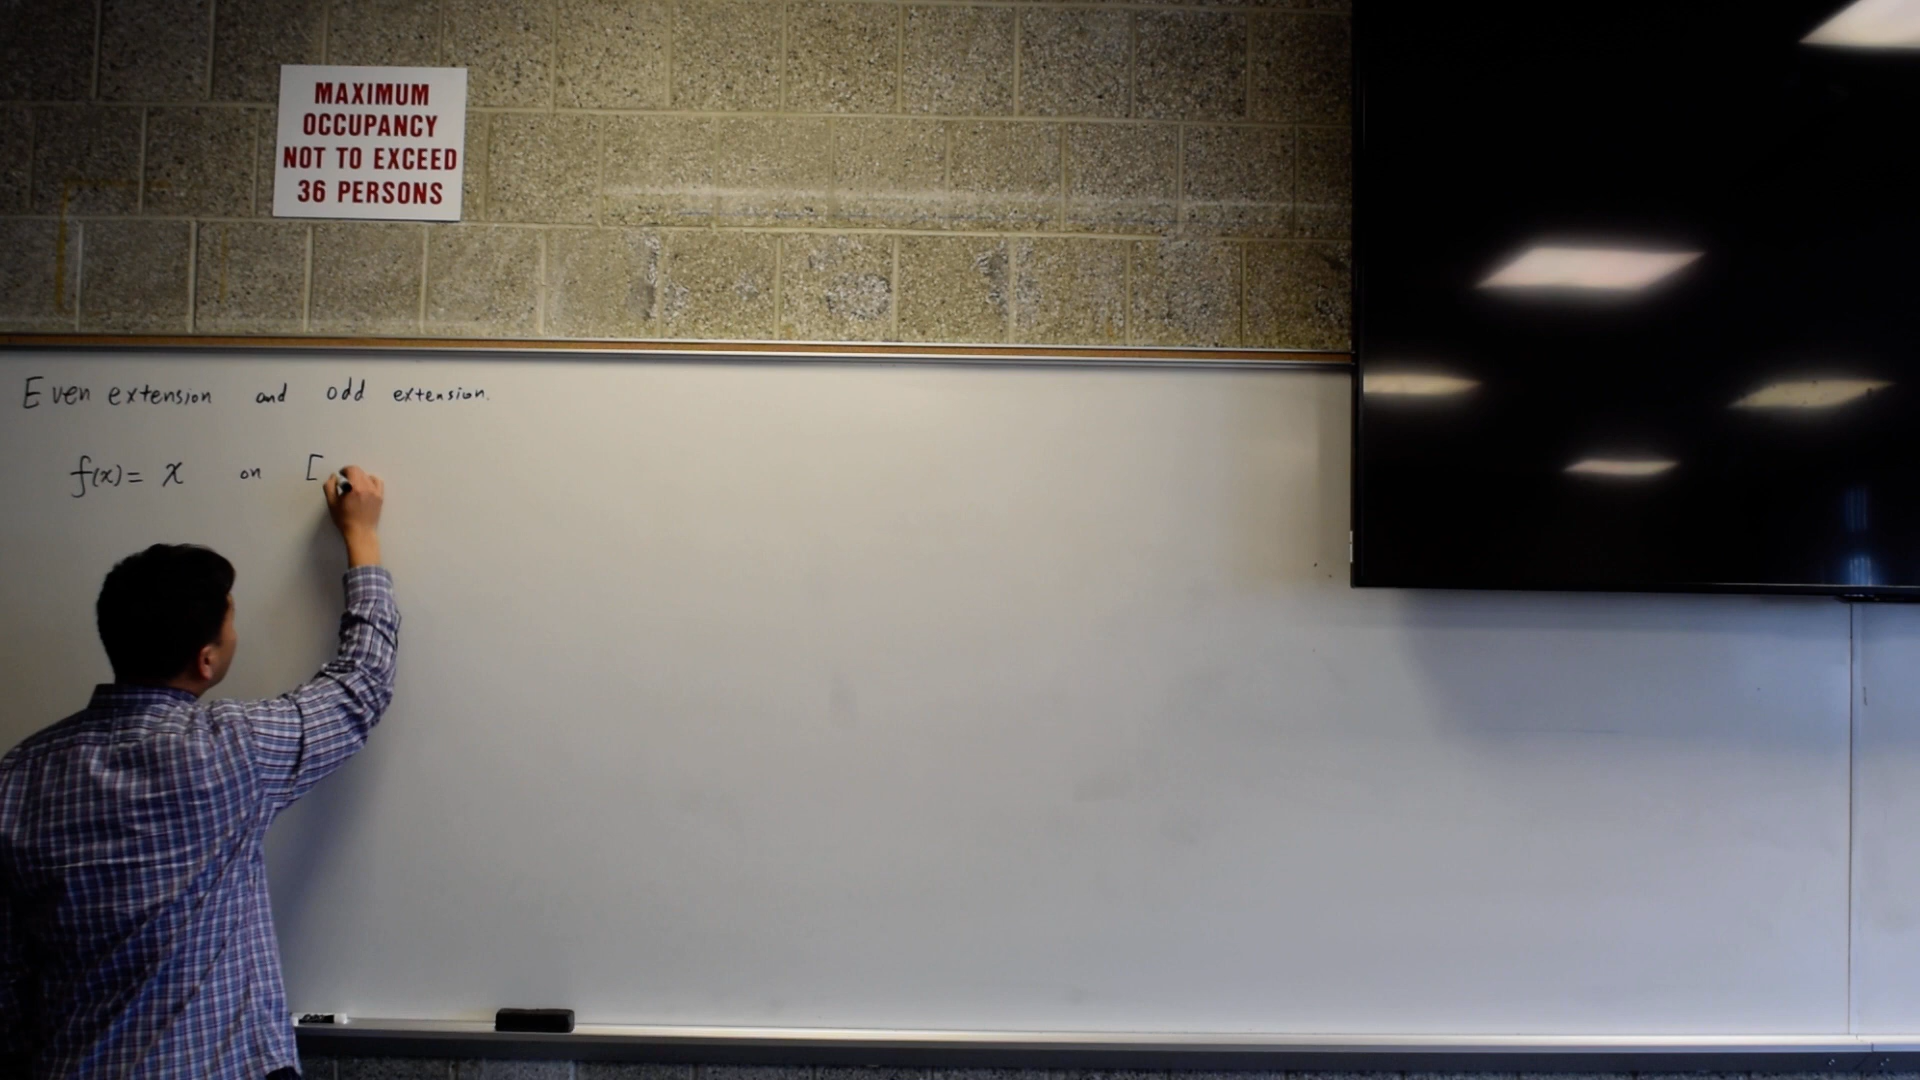 MAXIMUM
OCCUPANCY
NOT TO EXCEED
36 PERSONS
Even extension and odd extension.
f(x) = x on [